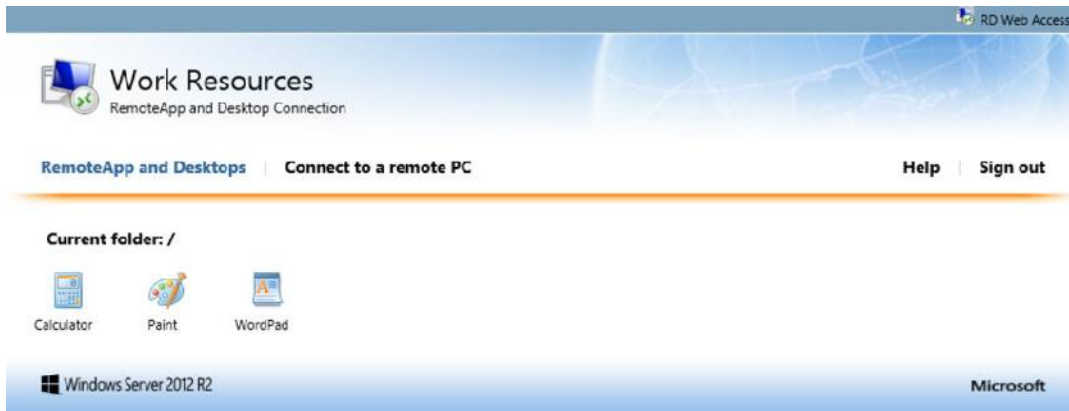 RD Web Access
Work Resources
RemoteApp and Desktop Connection
RemoteApp and Desktops | Connect to a remote PC Help | Sign out
Current folder: /
Calculator Paint WordPad
Windows Server 2012 R2 Microsoft